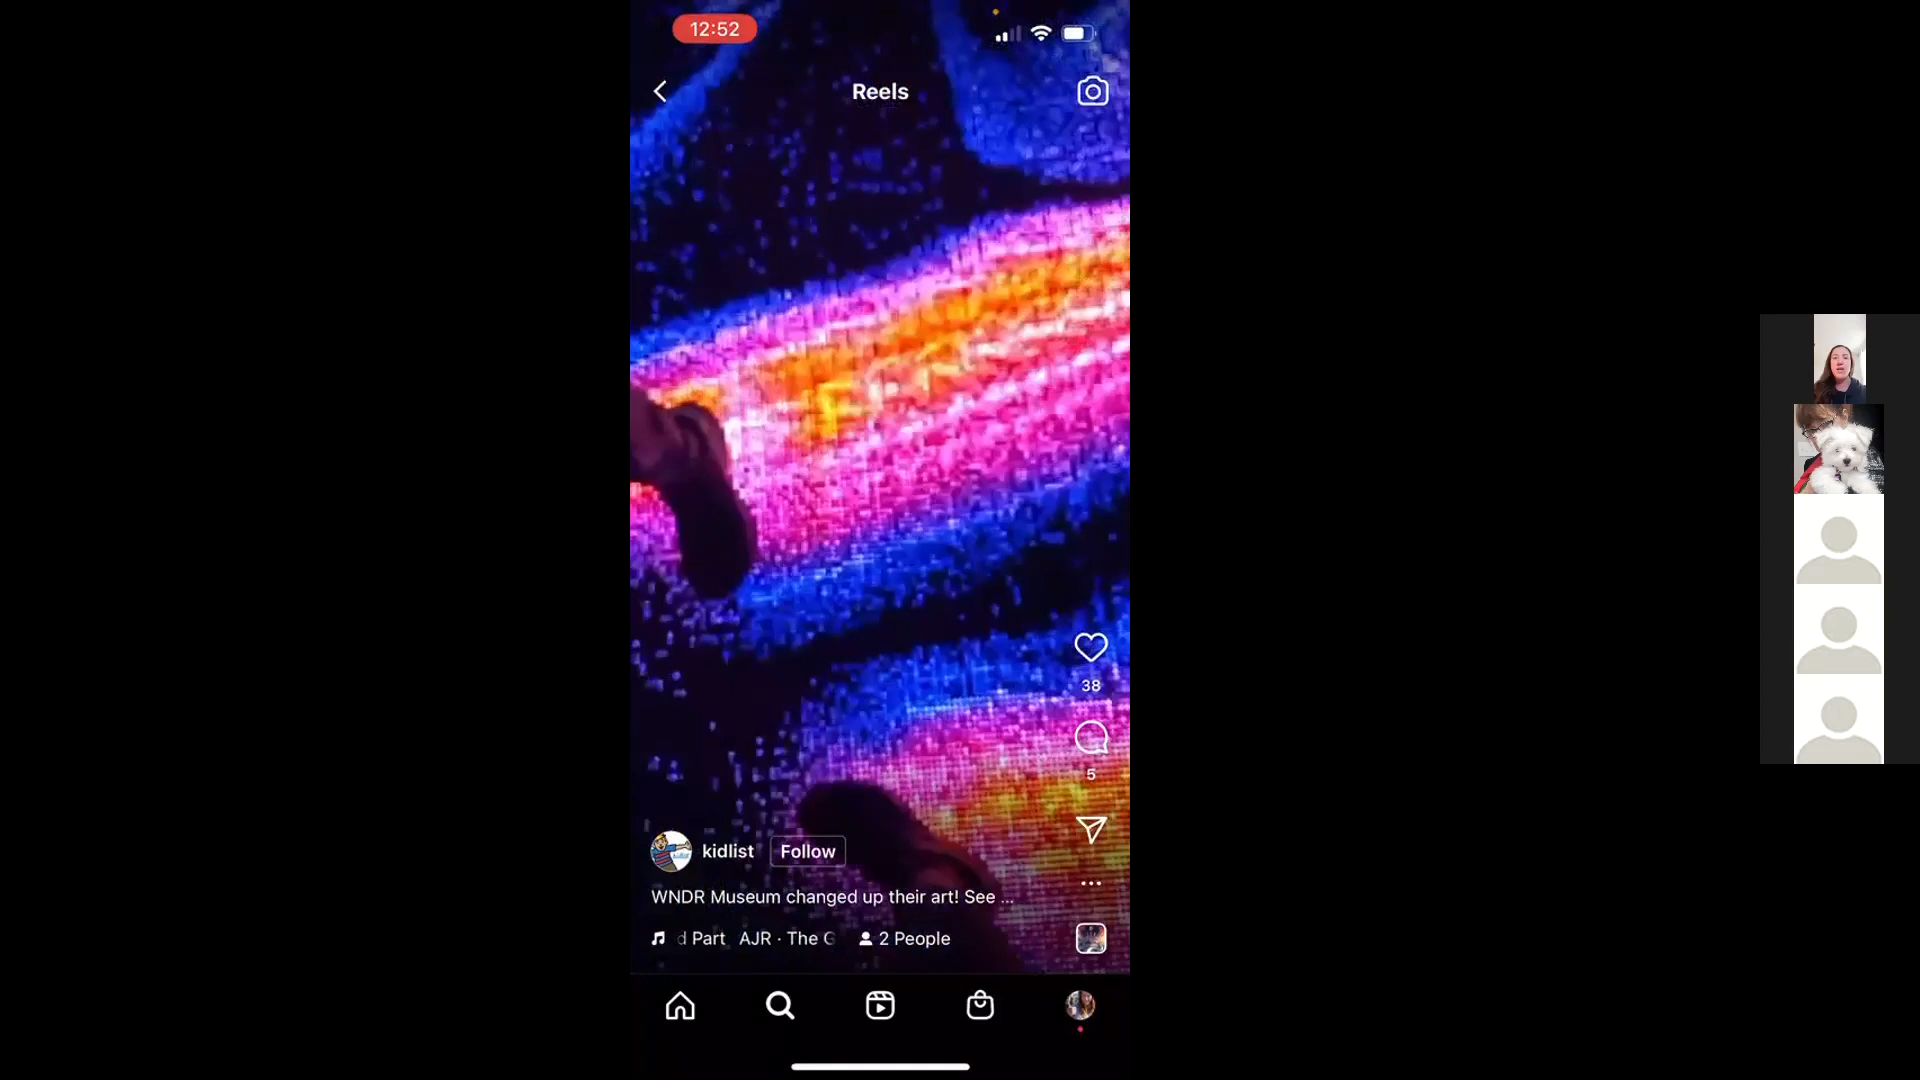 12:52
Reels
38
5
kidlist Follow
WNDR Museum changed up their art! See ...
d Part AJR · The G 2 People